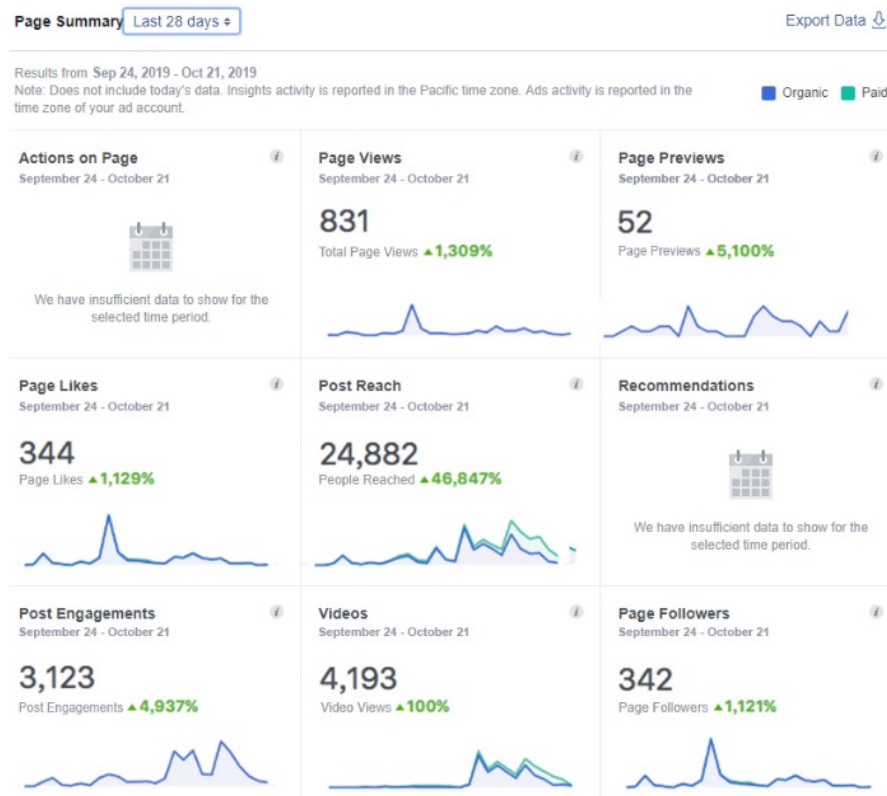 Page Summary Last 28 days
Export Data
Results from Sep 24, 2019 - Oct 21, 2019
Note: Does not include today's data. Insights activity is reported in the Pacific time zone. Ads activity is reported in the
time zone of your ad account.
Organic Paid
Actions on Page
September 24 - October 21
We have insufficient data to show for the
selected time period.
Page Views
September 24 - October 21
831
Total Page Views ▲1,309%
Page Previews
September 24 - October 21
52
Page Previews ▲5,100%
Page Likes
September 24 - October 21
344
Page Likes ▲1,129%
Post Reach
September 24 - October 21
24,882
People Reached ▲46,847%
Recommendations
September 24 - October 21
We have insufficient data to show for the
selected time period.
Post Engagements
September 24 - October 21
3,123
Post Engagements ▲4,937%
Videos
September 24 - October 21
4,193
Video Views ▲100%
Page Followers
September 24 - October 21
342
Page Followers ▲1,121%